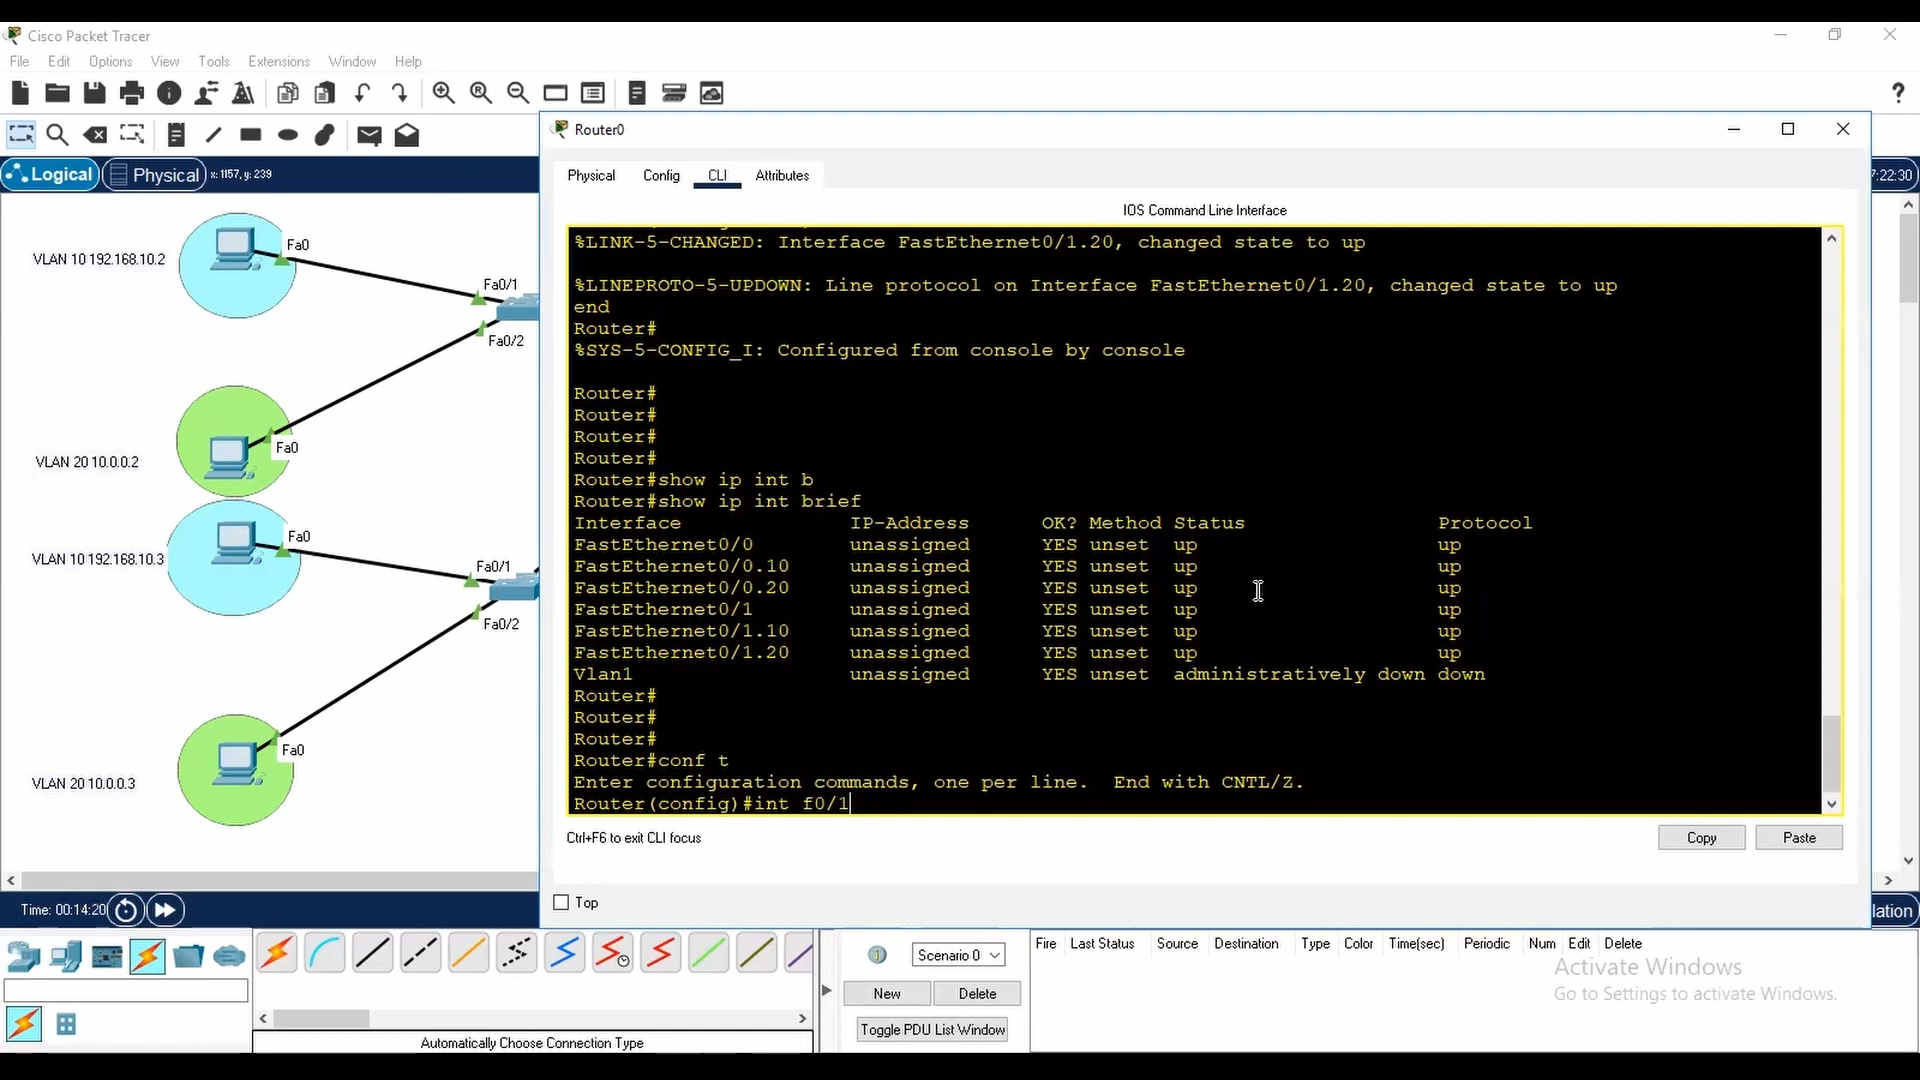 Cisco Packet Tracer
File Edit Options View Tools Extensions Window Help
?
Logical Physical x: 1157, y: 239
7:22:30
VLAN 10 192.168.10.2
Fa0
Fa0/1
Fa0/2
VLAN 20 10.0.0.2
Fa0
VLAN 10 192.168.10.3
Fa0
Fa0/1
Fa0/2
VLAN 20 10.0.0.3
Fa0
Router0
Physical Config CLI Attributes
IOS Command Line Interface
%LINK-5-CHANGED: Interface FastEthernet0/1.20, changed state to up
%LINEPROTO-5-UPDOWN: Line protocol on Interface FastEthernet0/1.20, changed state to up
end
Router#
%SYS-5-CONFIG_I: Configured from console by console
Router#
Router#
Router#
Router#
Router#show ip int b
Router#show ip int brief
Interface IP-Address OK? Method Status Protocol
FastEthernet0/0 unassigned YES unset up up
FastEthernet0/0.10 unassigned YES unset up up
FastEthernet0/0.20 unassigned YES unset up up
FastEthernet0/1 unassigned YES unset up up
FastEthernet0/1.10 unassigned YES unset up up
FastEthernet0/1.20 unassigned YES unset up up
Vlan1 unassigned YES unset administratively down down
Router#
Router#
Router#
Router#conf t
Enter configuration commands, one per line. End with CNTL/Z.
Router(config)#int f0/1
Ctrl+F6 to exit CLI focus
Copy Paste
Top
Time: 00:14:20
lation
Scenario 0
New Delete
Toggle PDU List Window
Fire Last Status Source Destination Type Color Time(sec) Periodic Num Edit Delete
Automatically Choose Connection Type
Activate Windows
Go to Settings to activate Windows.